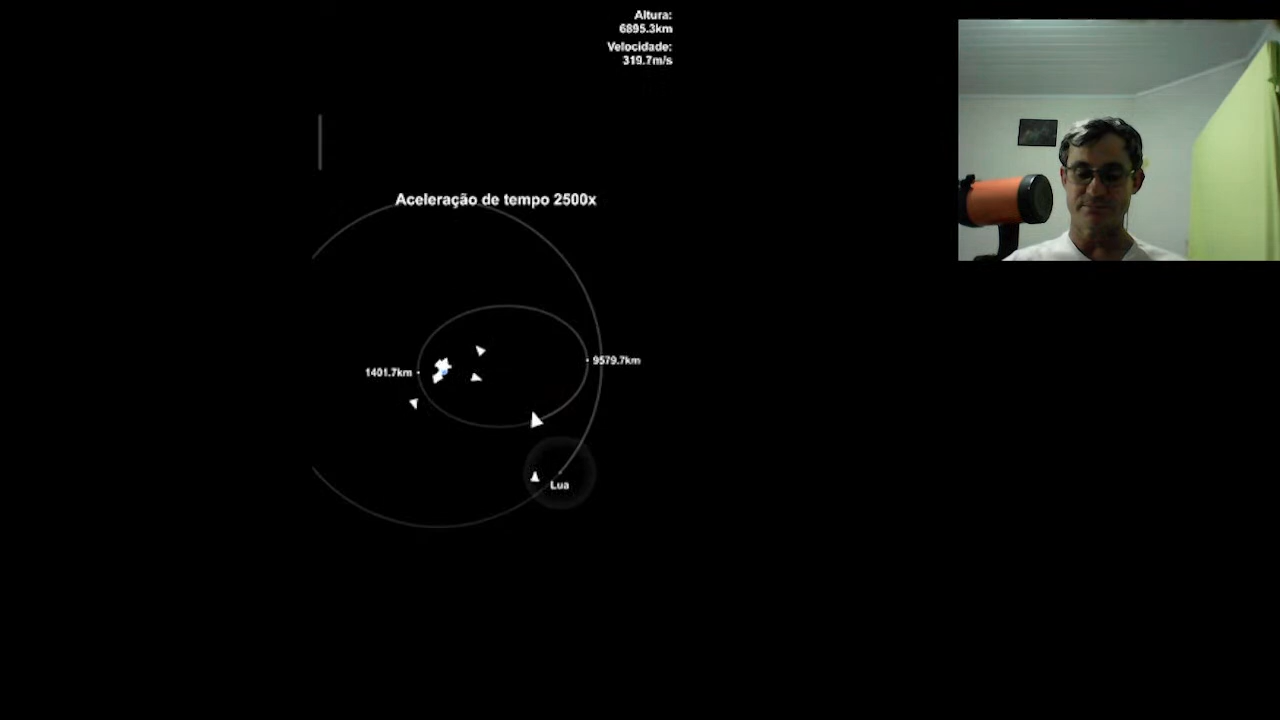 Altura:
6895.3km
Velocidade:
319.7m/s
Aceleração de tempo 2500x
9579.7km
1401.7km
Lua